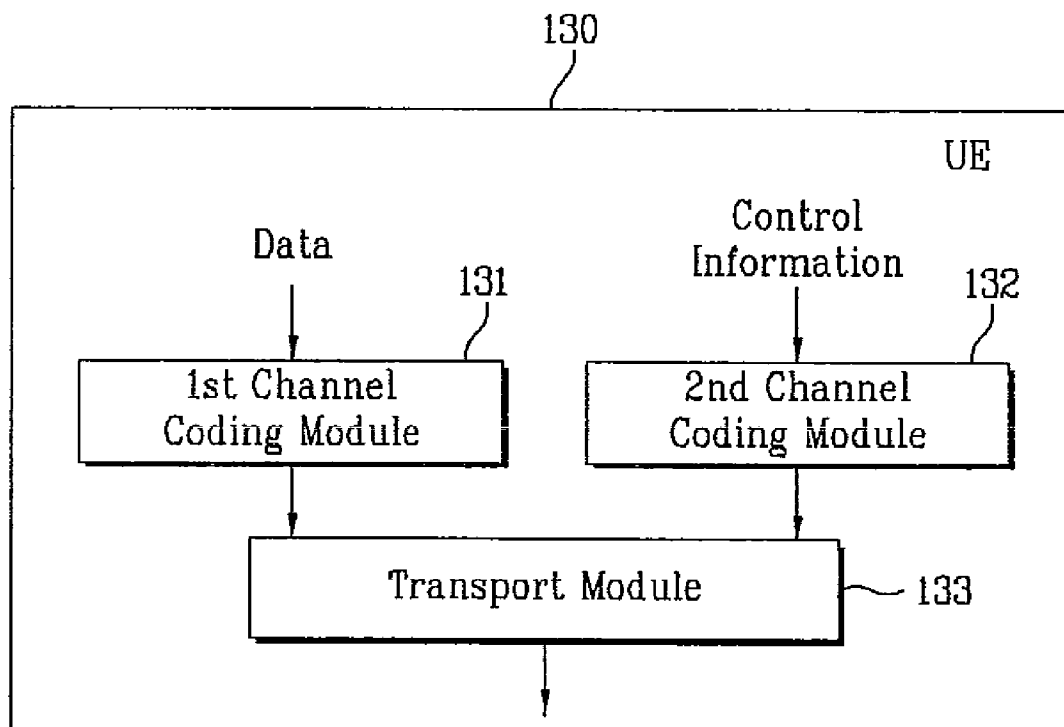 130
UE
Data
Control
Information
131
132
1st Channel
Coding Module
2nd Channel
Coding Module
Transport Module
133